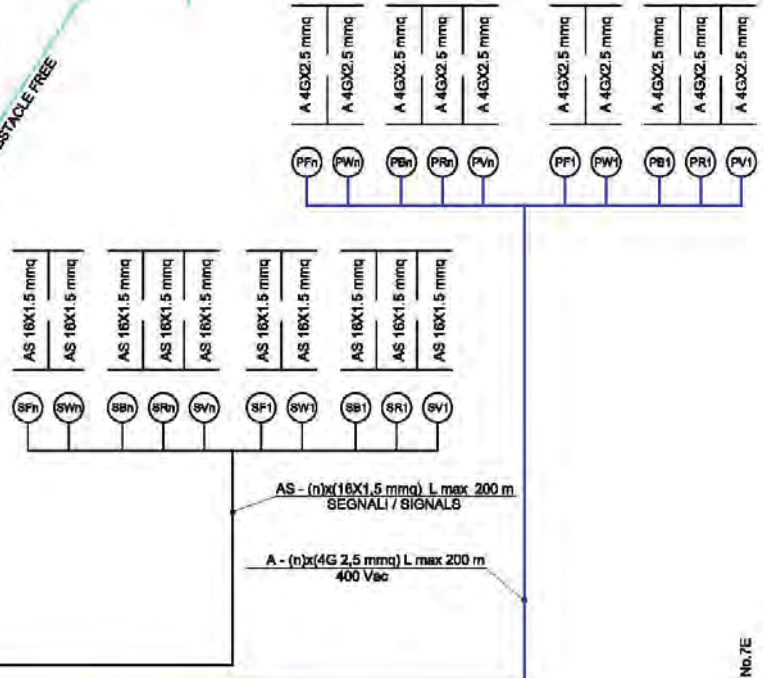 STACLE FREE
A 4GX2.5 mmq
A 4GX2.5 mmq
A 4GX2.5 mmq
A 4GX2.5 mmq
A 4GX2.5 mmq
A 4GX2.5 mmq
A 4GX2.5 mmq
A 4GX2.5 mmq
A 4GX2.5 mmq
A 4GX2.5 mmq
PFn PWn PBn PRn PVn PF1 PW1 PB1 PR1 PV1
AS 16X1.5 mmq
AS 16X1.5 mmq
AS 16X1.5 mmq
AS 16X1.5 mmq
AS 16X1.5 mmq
AS 16X1.5 mmq
AS 16X1.5 mmq
AS 16X1.5 mmq
AS 16X1.5 mmq
AS 16X1.5 mmq
SFn SWn SBn SRn SVn SF1 SW1 SB1 SR1 SV1
AS - (n)x(16X1,5 mmq) L max 200 m
SEGNALI / SIGNALS
A - (n)x(4G 2,5 mmq) L max 200 m
400 Vac
No.7E